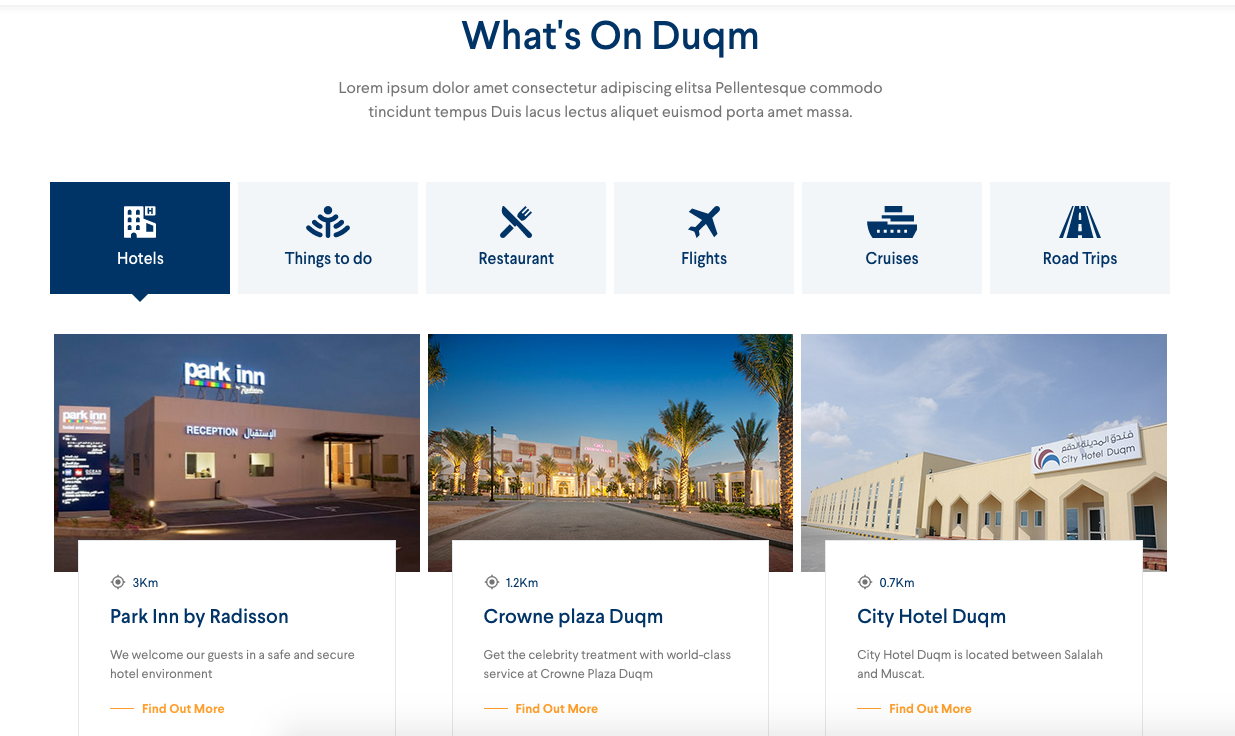 What's On Duqm
Lorem ipsum dolor amet consectetur adipiscing elitsa Pellentesque commodo
tincidunt tempus Duis lacus lectus aliquet euismod porta amet massa.
H
Hotels
Things to do
Restaurant
Flights
Cruises
Road Trips
park inn
by Radisson
park inn
RECEPTION الإستقبال
فندق المدينة الدقم
City Hotel Duqm
3Km
Park Inn by Radisson
We welcome our guests in a safe and secure
hotel environment
Find Out More
1.2Km
Crowne plaza Duqm
Get the celebrity treatment with world-class
service at Crowne Plaza Duqm
Find Out More
0.7Km
City Hotel Duqm
City Hotel Duqm is located between Salalah
and Muscat.
Find Out More